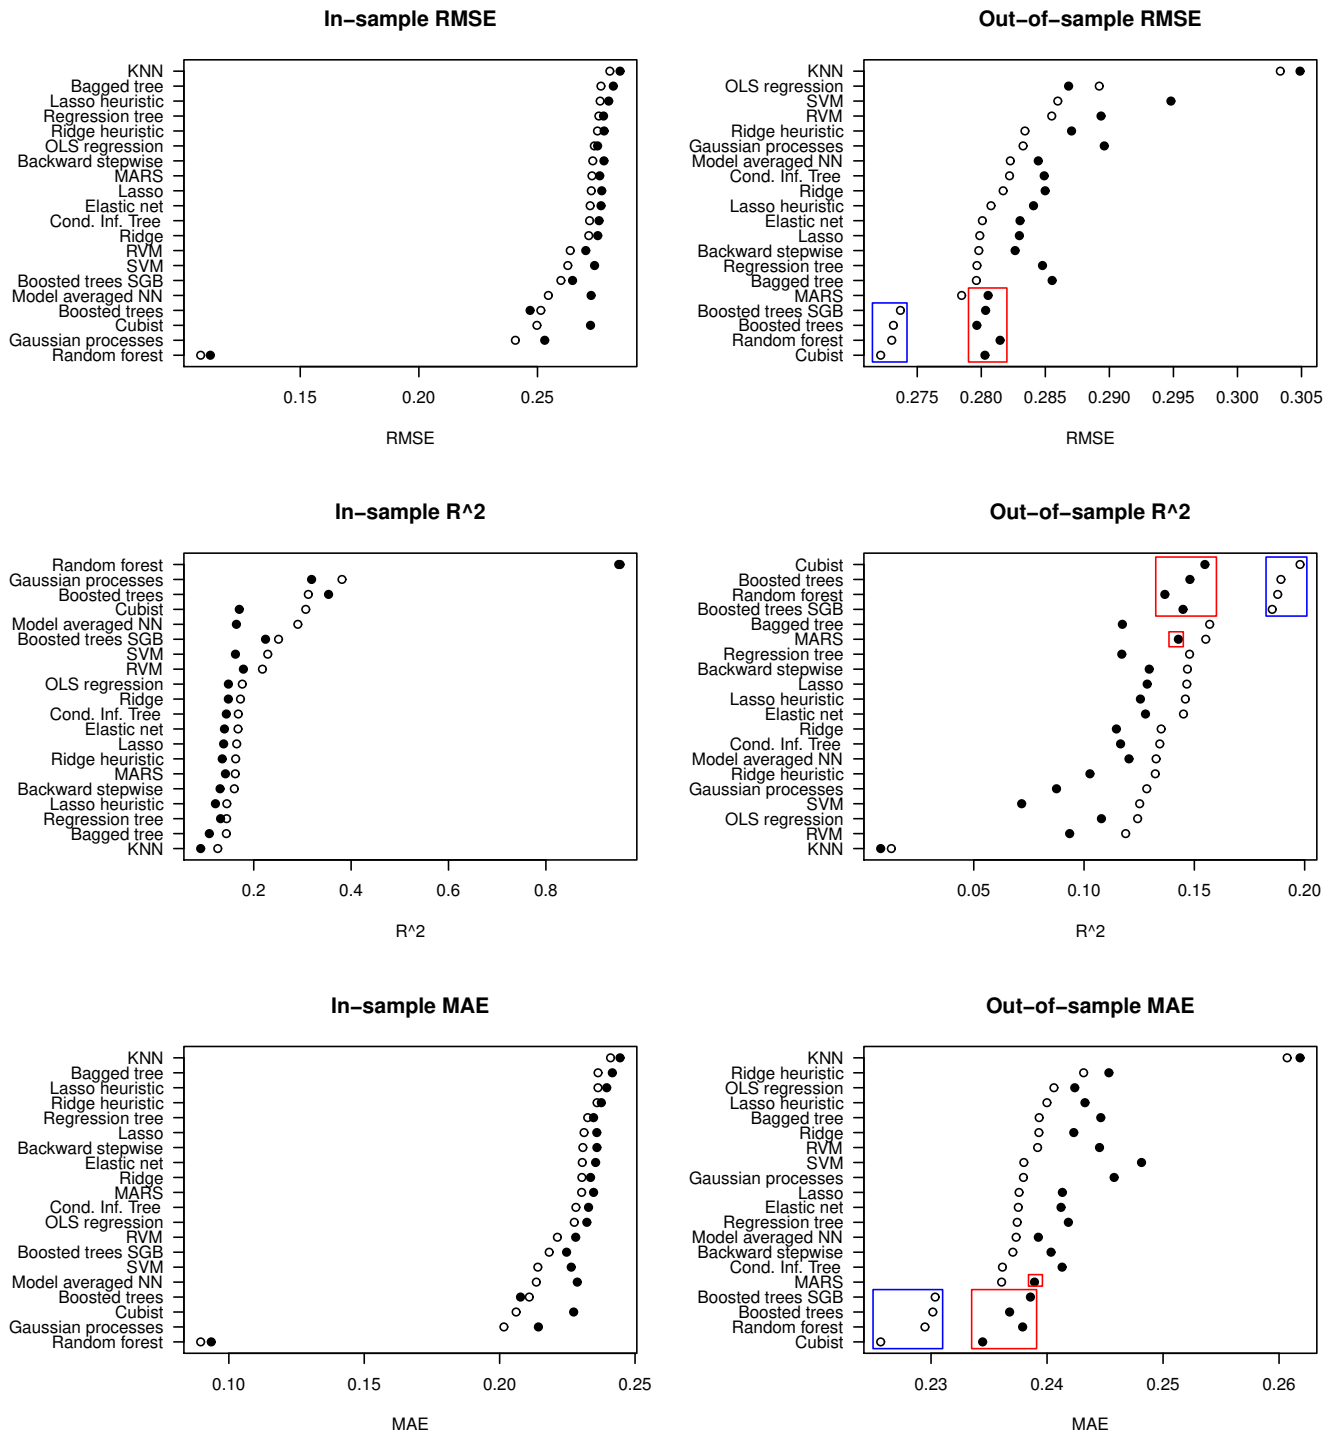 In-sample RMSE
KNN
Bagged tree
Lasso heuristic
Regression tree
Ridge heuristic
OLS regression
Backward stepwise
MARS
Lasso
Elastic net
Cond. Inf. Tree
Ridge
RVM
SVM
Boosted trees SGB
Model averaged NN
Boosted trees
Cubist
Gaussian processes
Random forest
0.15 0.20 0.25
RMSE
Out-of-sample RMSE
KNN
OLS regression
SVM
RVM
Ridge heuristic
Gaussian processes
Model averaged NN
Cond. Inf. Tree
Ridge
Lasso heuristic
Elastic net
Lasso
Backward stepwise
Regression tree
Bagged tree
MARS
Boosted trees SGB
Boosted trees
Random forest
Cubist
0.275 0.280 0.285 0.290 0.295 0.300 0.305
RMSE
In-sample R^2
Random forest
Gaussian processes
Boosted trees
Cubist
Model averaged NN
Boosted trees SGB
SVM
RVM
OLS regression
Ridge
Cond. Inf. Tree
Elastic net
Lasso
Ridge heuristic
MARS
Backward stepwise
Lasso heuristic
Regression tree
Bagged tree
KNN
0.2 0.4 0.6 0.8
R^2
Out-of-sample R^2
Cubist
Boosted trees
Random forest
Boosted trees SGB
Bagged tree
MARS
Regression tree
Backward stepwise
Lasso
Lasso heuristic
Elastic net
Ridge
Cond. Inf. Tree
Model averaged NN
Ridge heuristic
Gaussian processes
SVM
OLS regression
RVM
KNN
0.05 0.10 0.15 0.20
R^2
In-sample MAE
KNN
Bagged tree
Lasso heuristic
Ridge heuristic
Regression tree
Lasso
Backward stepwise
Elastic net
Ridge
MARS
Cond. Inf. Tree
OLS regression
RVM
Boosted trees SGB
SVM
Model averaged NN
Boosted trees
Cubist
Gaussian processes
Random forest
0.10 0.15 0.20 0.25
MAE
Out-of-sample MAE
KNN
Ridge heuristic
OLS regression
Lasso heuristic
Bagged tree
Ridge
RVM
SVM
Gaussian processes
Lasso
Elastic net
Regression tree
Model averaged NN
Backward stepwise
Cond. Inf. Tree
MARS
Boosted trees SGB
Boosted trees
Random forest
Cubist
0.23 0.24 0.25 0.26
MAE